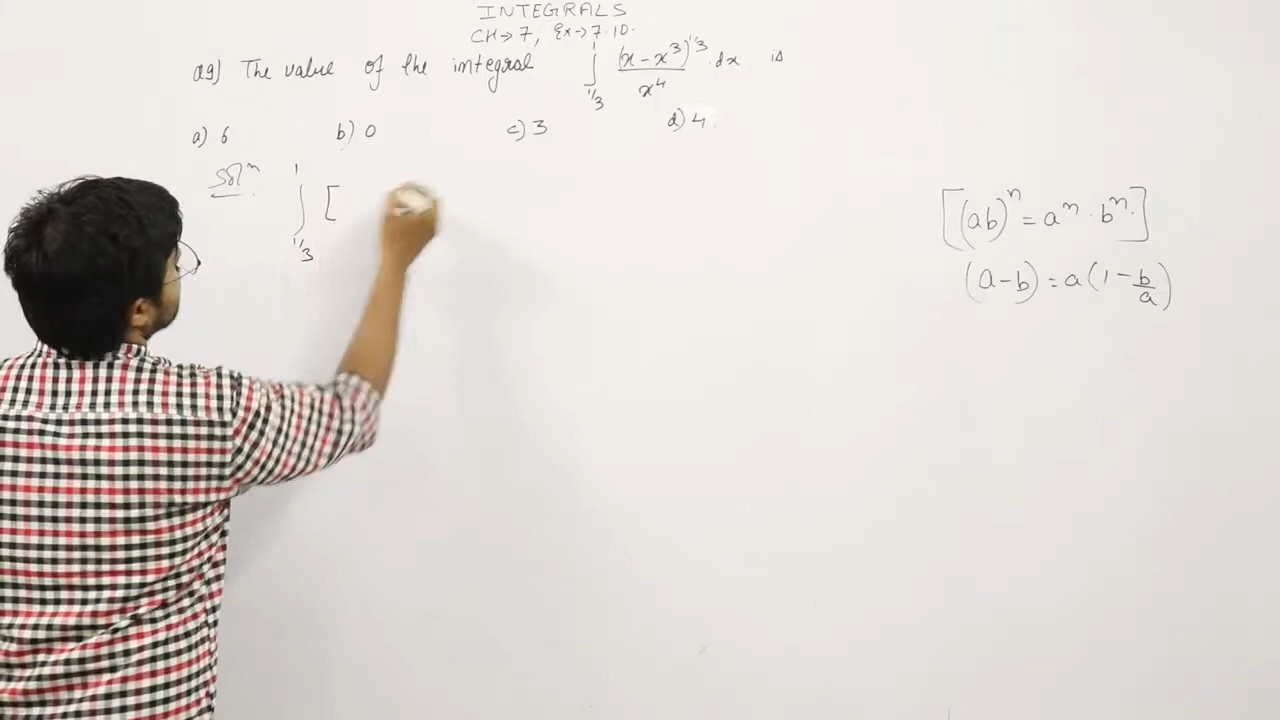 INTEGRALS
CH→7, Ex→7.10.
Q9) The value of the integral ∫_{1/3}^{1} (x - x³)^{1/3} / x⁴ . dx is
a) 6 b) 0 c) 3 d) 4.
Solⁿ ∫_{1/3}^{1} [
[(ab)ⁿ = aⁿ . bⁿ.]
(a-b) = a(1 - b/a)